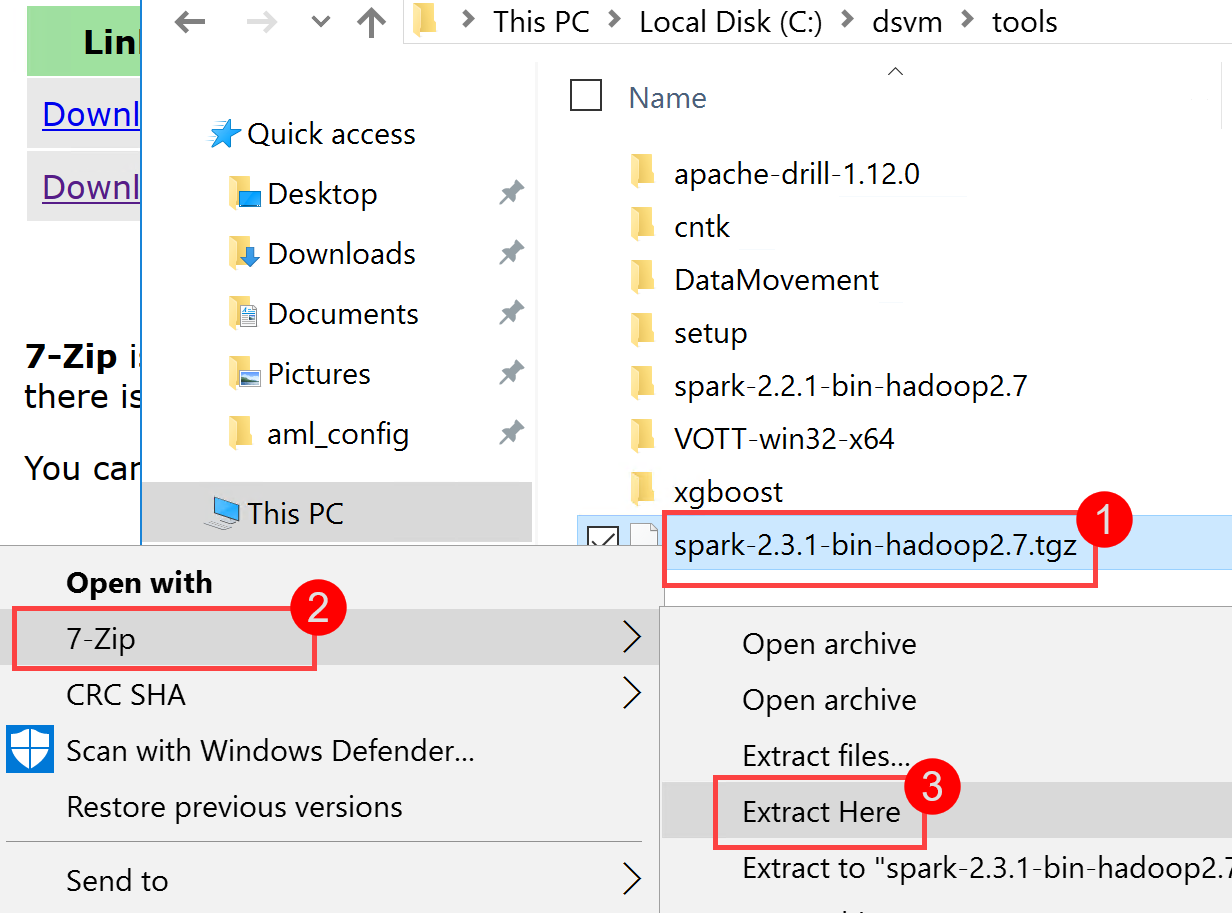 This PC > Local Disk (C:) > dsvm > tools
Lin
Downl
Downl
7-Zip is
there is
You can
Quick access
Desktop
Downloads
Documents
Pictures
aml_config
This PC
Name
apache-drill-1.12.0
cntk
DataMovement
setup
spark-2.2.1-bin-hadoop2.7
VOTT-win32-x64
xgboost
spark-2.3.1-bin-hadoop2.7.tgz
1
Open with
7-Zip
2
CRC SHA
Scan with Windows Defender...
Restore previous versions
Send to
Open archive
Open archive
Extract files...
Extract Here
3
Extract to "spark-2.3.1-bin-hadoop2.7